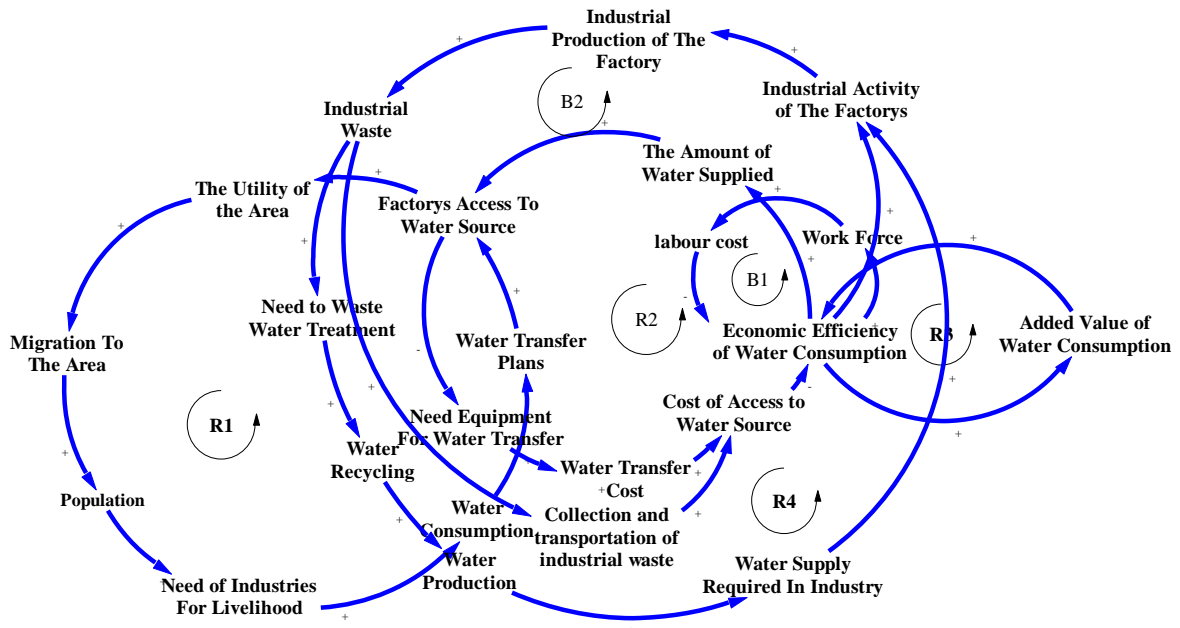 Industrial
Production of The
Factory
+
+
Industrial Activity
of The Factorys
B2
Industrial
Waste
+
The Amount of
Water Supplied
The Utility of
the Area
+
Factorys Access To
Water Source
+
labour cost
Work Force
+
+
+
+
+
B1
Need to Waste
Water Treatment
+
-
R2
Economic Efficiency
of Water Consumption
+
R3
Added Value of
Water Consumption
Migration To
The Area
Water Transfer
Plans
-
+
+
-
Cost of Access to
Water Source
Need Equipment
For Water Transfer
+
R1
+
Water
Recycling
+
Water Transfer
Cost
+
+
+
Population
R4
Water
Consumption
Collection and
transportation of
industrial waste
+
+
Water
Production
Water Supply
Required In Industry
Need of Industries
For Livelihood
+